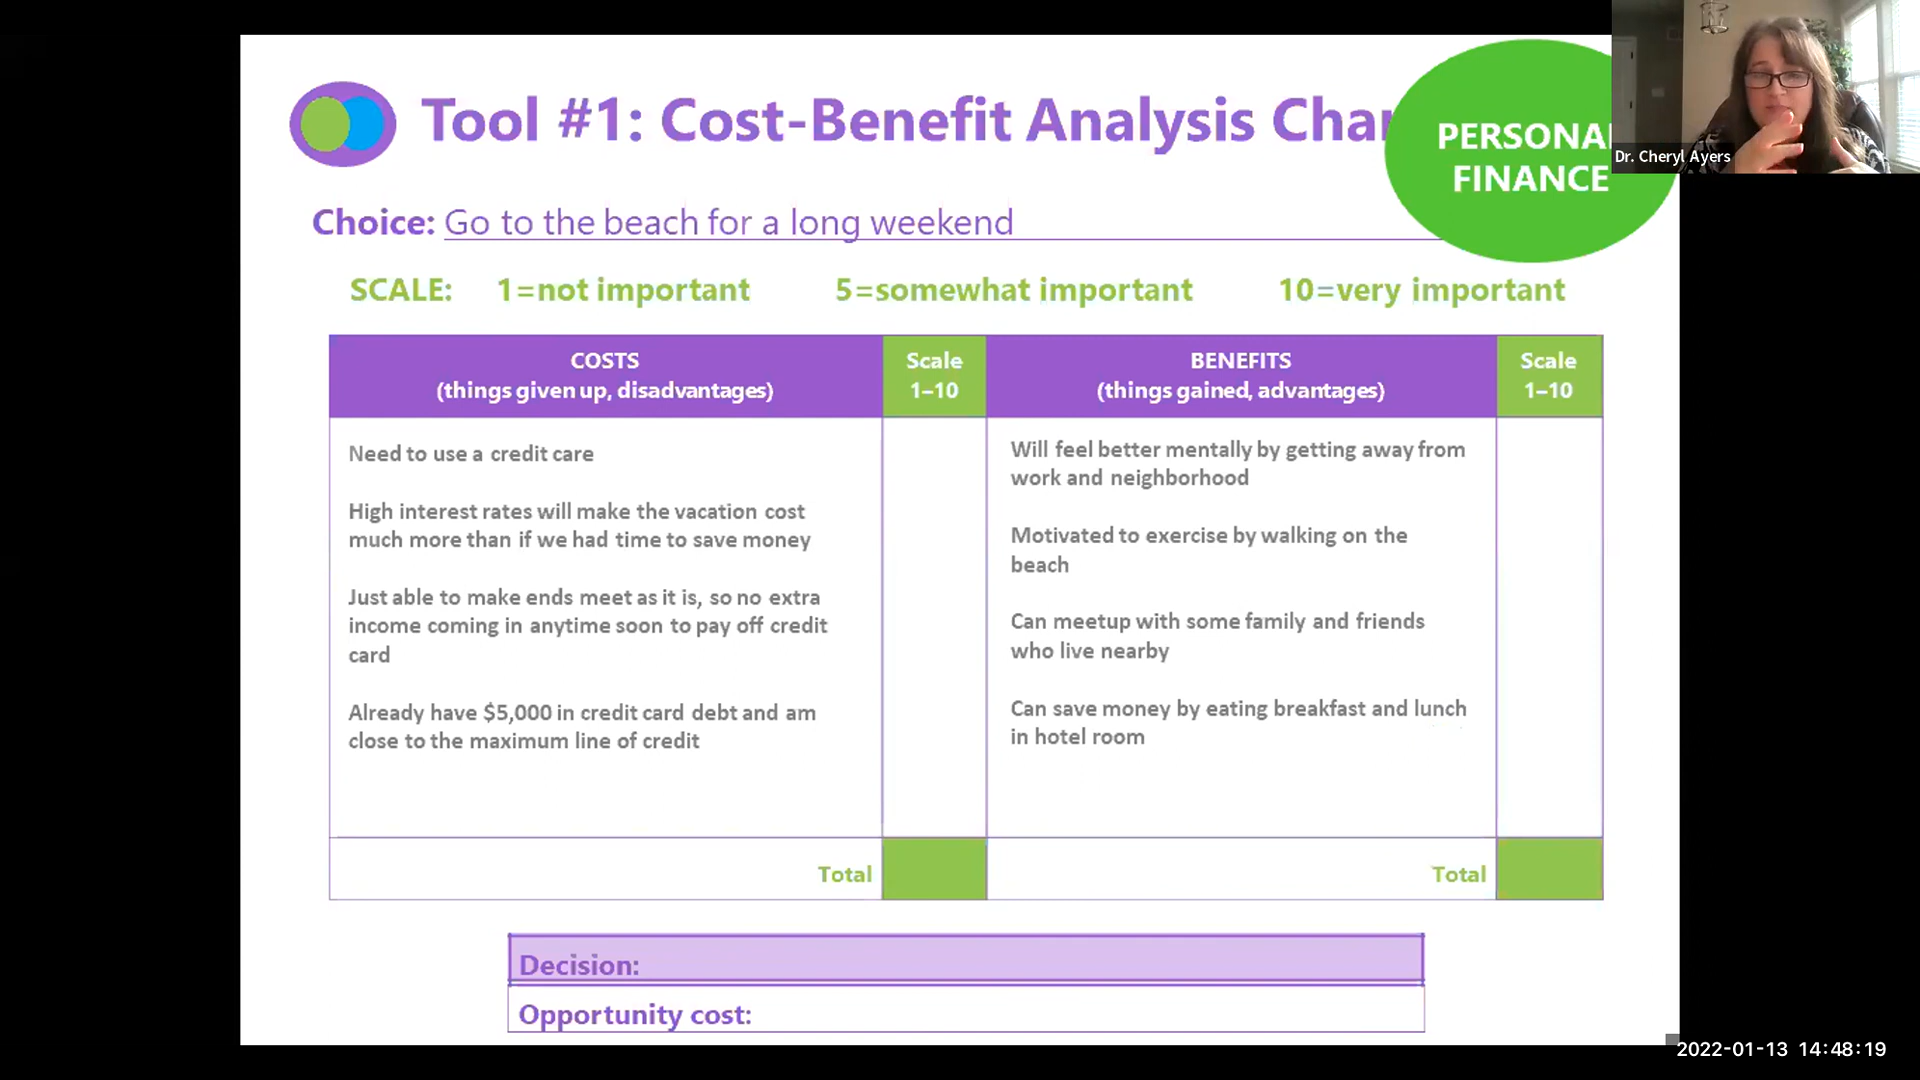 Tool #1: Cost-Benefit Analysis Char
PERSONA
FINANCE
Dr. Cheryl Ayers
Choice: Go to the beach for a long weekend
SCALE: 1=not important 5=somewhat important 10=very important
COSTS
(things given up, disadvantages)
Scale
1–10
BENEFITS
(things gained, advantages)
Scale
1–10
Need to use a credit care
High interest rates will make the vacation cost
much more than if we had time to save money
Just able to make ends meet as it is, so no extra
income coming in anytime soon to pay off credit
card
Already have $5,000 in credit card debt and am
close to the maximum line of credit
Will feel better mentally by getting away from
work and neighborhood
Motivated to exercise by walking on the
beach
Can meetup with some family and friends
who live nearby
Can save money by eating breakfast and lunch
in hotel room
Total
Total
Decision:
Opportunity cost:
2022-01-13 14:48:19